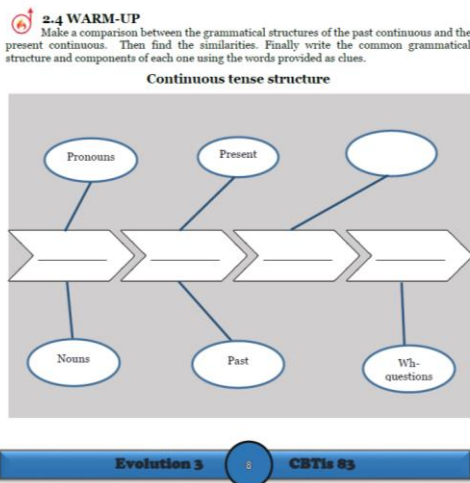 2.4 WARM-UP
Make a comparison between the grammatical structures of the past continuous and the
present continuous. Then find the similarities. Finally write the common grammatical
structure and components of each one using the words provided as clues.
Continuous tense structure
Pronouns
Present
Nouns
Past
Wh-
questions
Evolution 3
8
CBTis 83